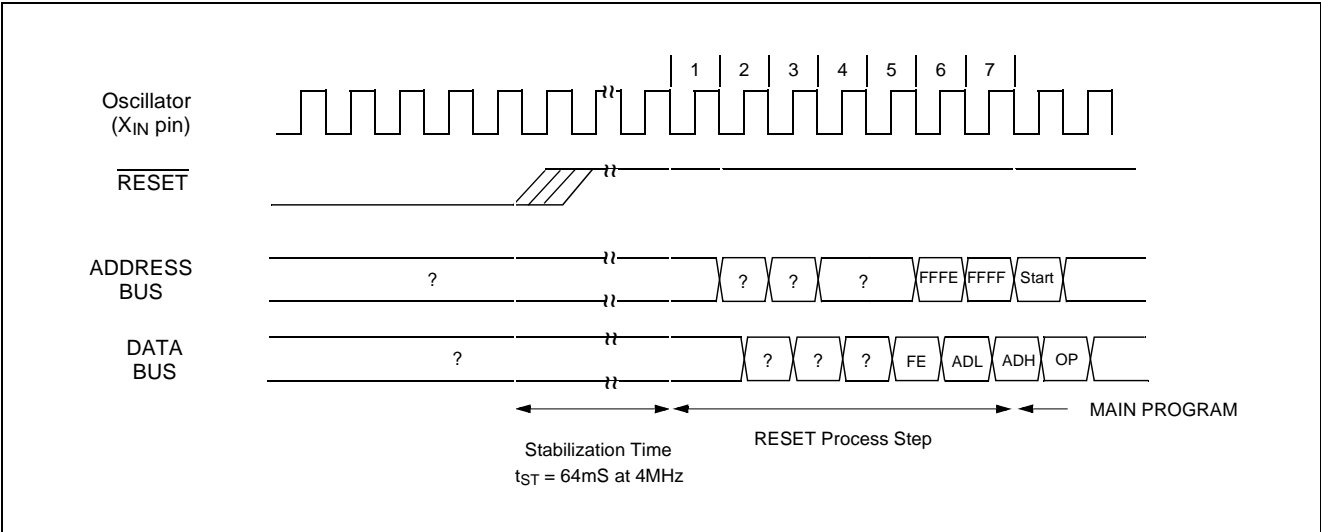 1 2 3 4 5 6 7
Oscillator
(XIN pin)
RESET
ADDRESS
BUS
? ? ? ? FFFE FFFF Start
DATA
BUS
? ? ? ? FE ADL ADH OP
MAIN PROGRAM
Stabilization Time
tST = 64mS at 4MHz
RESET Process Step